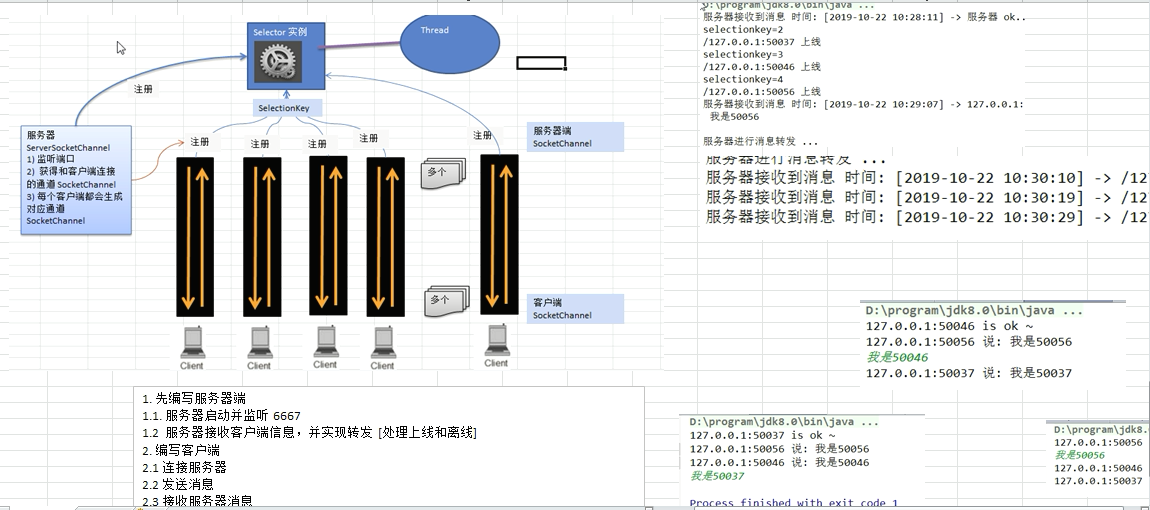 Selector 实例
Thread
注册
SelectionKey
服务器
ServerSocketChannel
1) 监听端口
2) 获得和客户端连接
的通道 SocketChannel
3) 每个客户端都会生成
对应通道
SocketChannel
注册
注册
注册
注册
注册
服务器端
SocketChannel
多个
多个
客户端
SocketChannel
Client
Client
Client
Client
Client
1. 先编写服务器端
1.1. 服务器启动并监听 6667
1.2 服务器接收客户端信息，并实现转发 [处理上线和离线]
2. 编写客户端
2.1 连接服务器
2.2 发送消息
2.3 接收服务器消息
D:\program\jdk8.0\bin\java ...
服务器接收到消息 时间: [2019-10-22 10:28:11] -> 服务器 ok..
selectionkey=2
/127.0.0.1:50037 上线
selectionkey=3
/127.0.0.1:50046 上线
selectionkey=4
/127.0.0.1:50056 上线
服务器接收到消息 时间: [2019-10-22 10:29:07] -> 127.0.0.1:
我是50056
服务器进行消息转发 ...
服务器进行消息转发 ...
服务器接收到消息 时间: [2019-10-22 10:30:10] -> /12
服务器接收到消息 时间: [2019-10-22 10:30:19] -> /12
服务器接收到消息 时间: [2019-10-22 10:30:29] -> /12
D:\program\jdk8.0\bin\java ...
127.0.0.1:50046 is ok ~
127.0.0.1:50056 说: 我是50056
我是50046
127.0.0.1:50037 说: 我是50037
D:\program\jdk8.0\bin\java ...
127.0.0.1:50037 is ok ~
127.0.0.1:50056 说: 我是50056
127.0.0.1:50046 说: 我是50046
我是50037
Process finished with exit code 1
D:\program\jdk8.
127.0.0.1:50056
我是50056
127.0.0.1:50046
127.0.0.1:50037